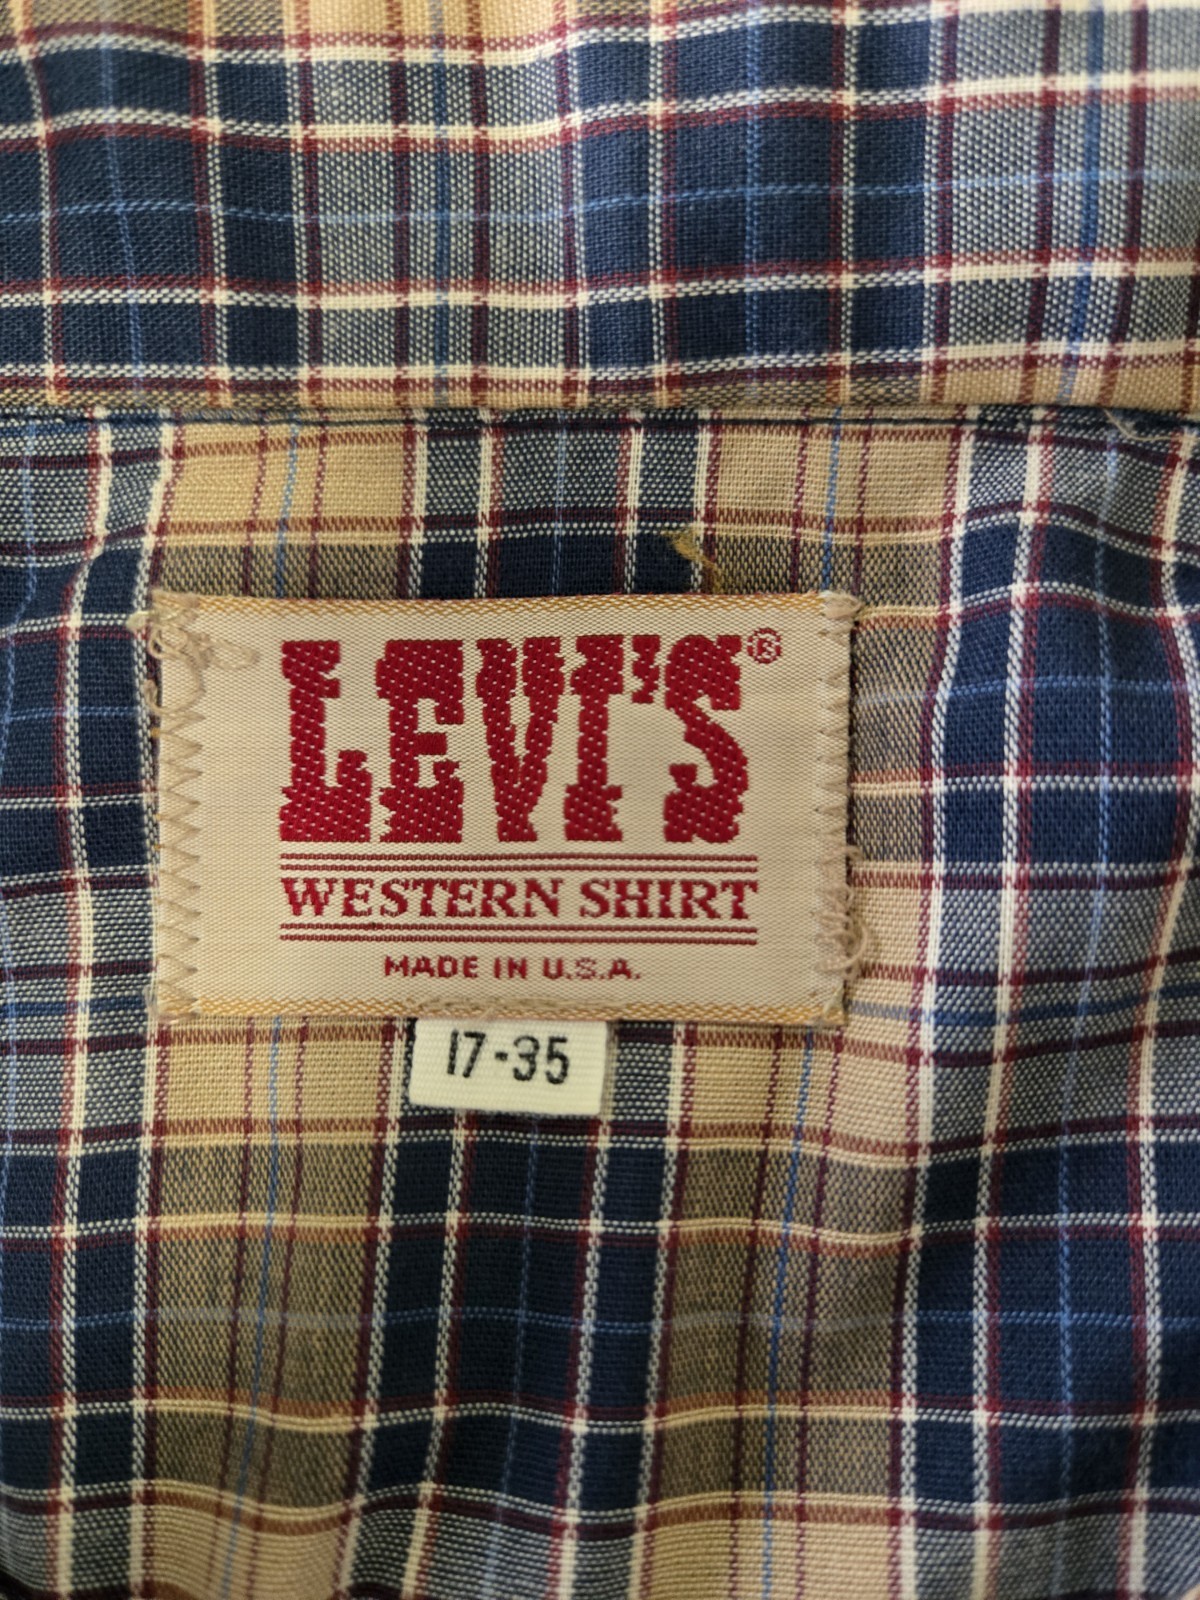 LEVI'S®
WESTERN SHIRT
MADE IN U.S.A.
17-35